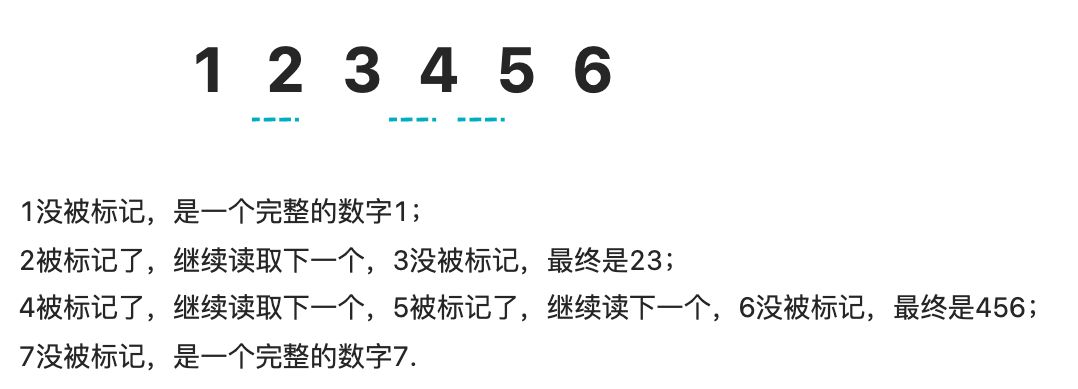 1 2 3 4 5 6
1没被标记，是一个完整的数字1；
2被标记了，继续读取下一个，3没被标记，最终是23；
4被标记了，继续读取下一个，5被标记了，继续读下一个，6没被标记，最终是456；
7没被标记，是一个完整的数字7.